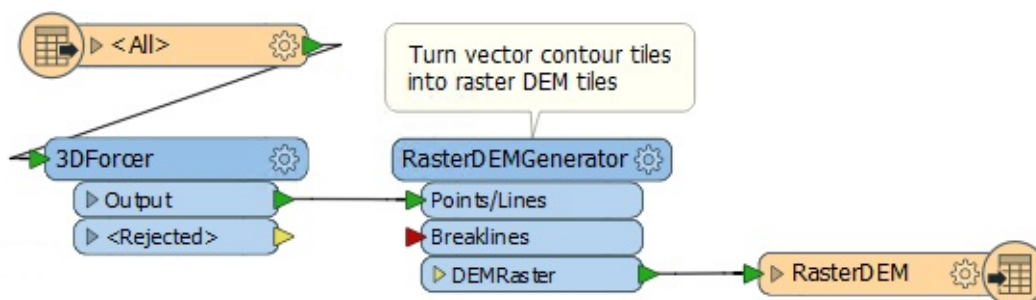 <All>
Turn vector contour tiles
into raster DEM tiles
3DForcer
Output
<Rejected>
RasterDEMGenerator
Points/Lines
Breaklines
DEMRaster
RasterDEM